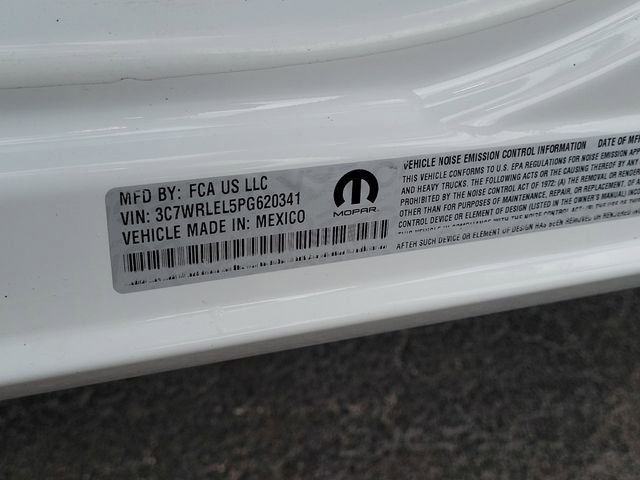 MFD BY: FCA US LLC
VIN: 3C7WRLEL5PG620341
VEHICLE MADE IN: MEXICO
MOPAR
VEHICLE NOISE EMISSION CONTROL INFORMATION DATE OF MF
THIS VEHICLE CONFORMS TO U.S. EPA REGULATIONS FOR NOISE EMISSION APP
AND HEAVY TRUCKS. THE FOLLOWING ACTS OR THE CAUSING THEREOF BY ANY
PROHIBITED BY THE NOISE CONTROL ACT OF 1972: (A) THE REMOVAL OR RENDER
OTHER THAN FOR PURPOSES OF MAINTENANCE, REPAIR, OR REPLACEMENT, OF A
CONTROL DEVICE OR ELEMENT OF DESIGN (LISTED IN THE OWNER'S MANUAL) INC
AFTER SUCH DEVICE OR ELEMENT OF DESIGN HAS BEEN